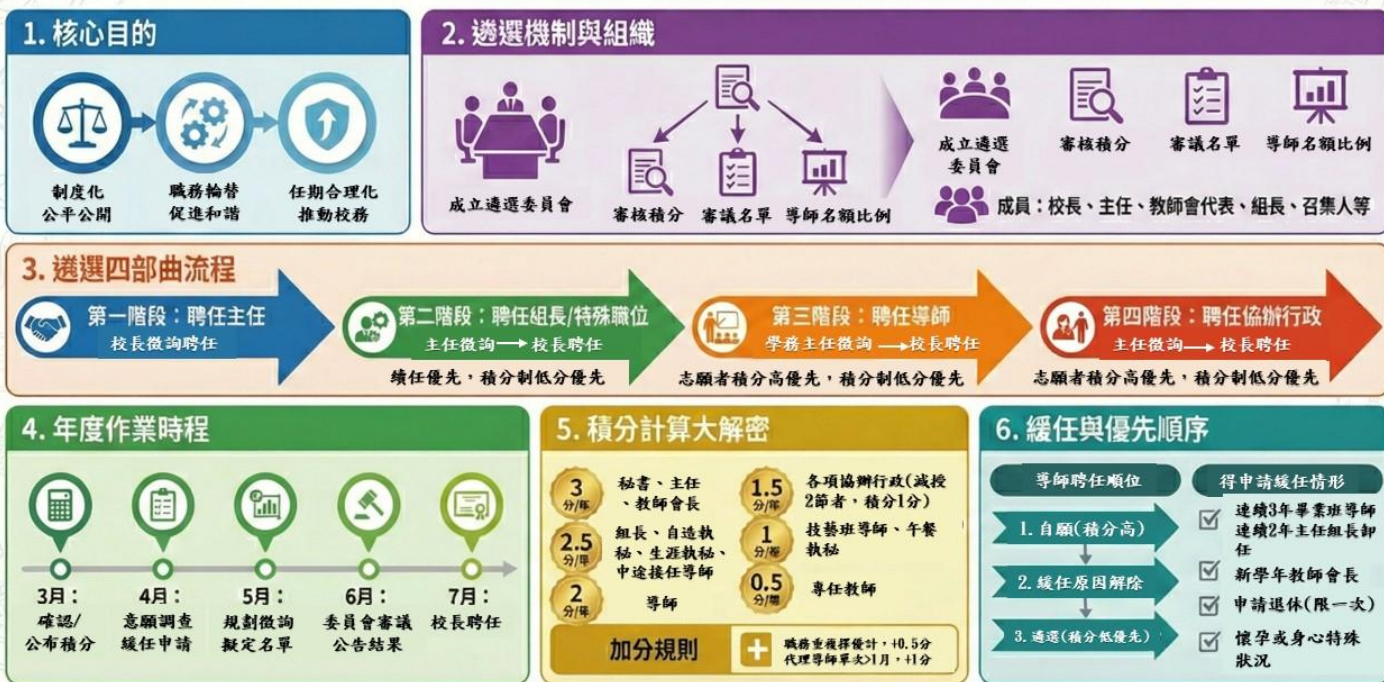 1. 核心目的
制度化
公平公開
職務輪替
促進和諧
任期合理化
推動校務
2. 遴選機制與組織
成立遴選委員會
審核積分
審議名單
導師名額比例
成立遴選
委員會
審核積分
審議名單
導師名額比例
成員：校長、主任、教師會代表、組長、召集人等
3. 遴選四部曲流程
第一階段：聘任主任
校長徵詢聘任
第二階段：聘任組長/特殊職位
主任徵詢→校長聘任
續任優先，積分制低分優先
第三階段：聘任導師
學務主任徵詢→校長聘任
志願者積分高優先，積分制低分優先
第四階段：聘任協辦行政
主任徵詢→校長聘任
志願者積分高優先，積分制低分優先
4. 年度作業時程
3月：
確認/
公布積分
4月：
意願調查
緩任申請
5月：
規劃徵詢
擬定名單
6月：
委員會審議
公告結果
7月：
校長聘任
5. 積分計算大解密
3
分/年
秘書、主任
、教師會長
2.5
分/年
組長、自造執
秘、生涯執秘、
中途接任導師
2
分/年
導師
1.5
分/年
各項協辦行政(減授
2節者，積分1分)
1
技藝班導師、午餐
執秘
0.5
專任教師
加分規則
職務重複擇優計，+0.5分
代理導師單次>1月，+1分
6. 緩任與優先順序
導師聘任順位
1. 自願(積分高)
2. 緩任原因解除
3. 遴選(積分低優先)
得申請緩任情形
連續3年畢業班導師
連續2年主任組長卸
任
新學年教師會長
申請退休(限一次)
懷孕或身心特殊
狀況